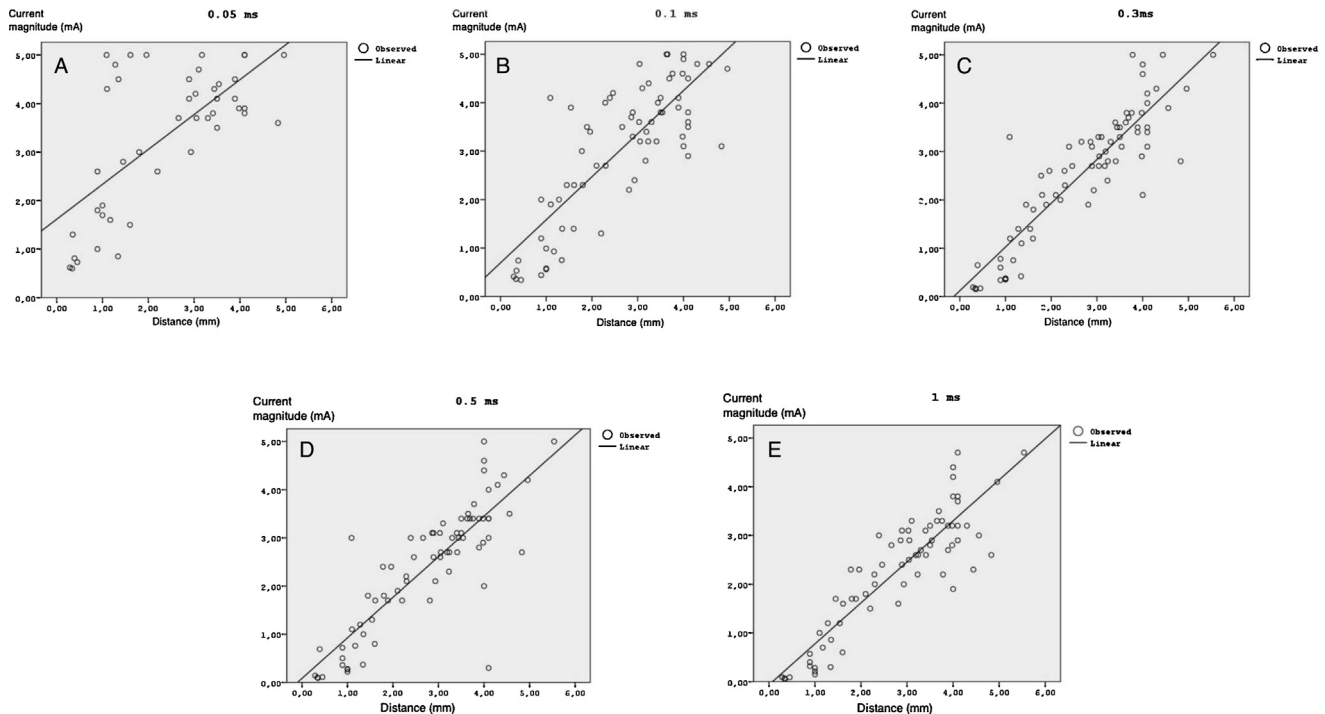 Current
magnitude (mA)
0.05 ms
A
Observed
Linear
5,00
4,00
3,00
2,00
1,00
0,00
0,00 1,00 2,00 3,00 4,00 5,00 6,00
Distance (mm)
Current
magnitude (mA)
0.1 ms
B
Observed
Linear
5,00
4,00
3,00
2,00
1,00
0,00
0,00 1,00 2,00 3,00 4,00 5,00 6,00
Distance (mm)
Current
magnitude (mA)
0.3ms
C
Observed
Linear
5,00
4,00
3,00
2,00
1,00
0,00
0,00 1,00 2,00 3,00 4,00 5,00 6,00
Distance (mm)
Current
magnitude (mA)
0.5 ms
D
Observed
Linear
5,00
4,00
3,00
2,00
1,00
0,00
0,00 1,00 2,00 3,00 4,00 5,00 6,00
Distance (mm)
Current
magnitude (mA)
1 ms
E
Observed
Linear
5,00
4,00
3,00
2,00
1,00
0,00
0,00 1,00 2,00 3,00 4,00 5,00 6,00
Distance (mm)